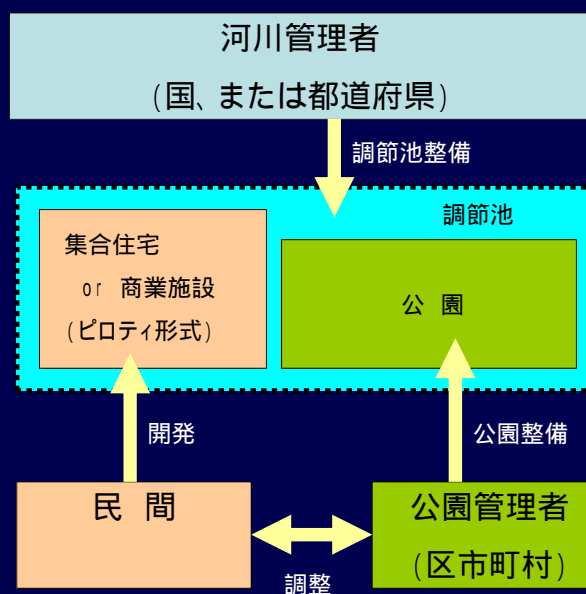 河川管理者
(国、または都道府県)
調節池整備
調節池
集合住宅
or 商業施設
(ピロティ形式)
公 園
開発
公園整備
民 間
公園管理者
(区市町村)
調整